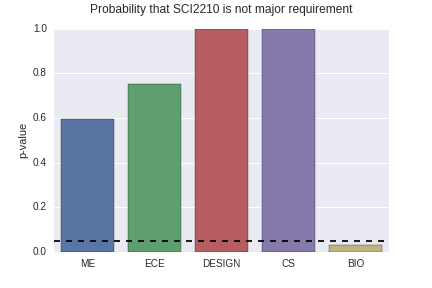 Probability that SCI2210 is not major requirement
1.0
0.8
0.6
0.4
0.2
0.0
p-value
ME ECE DESIGN CS BIO